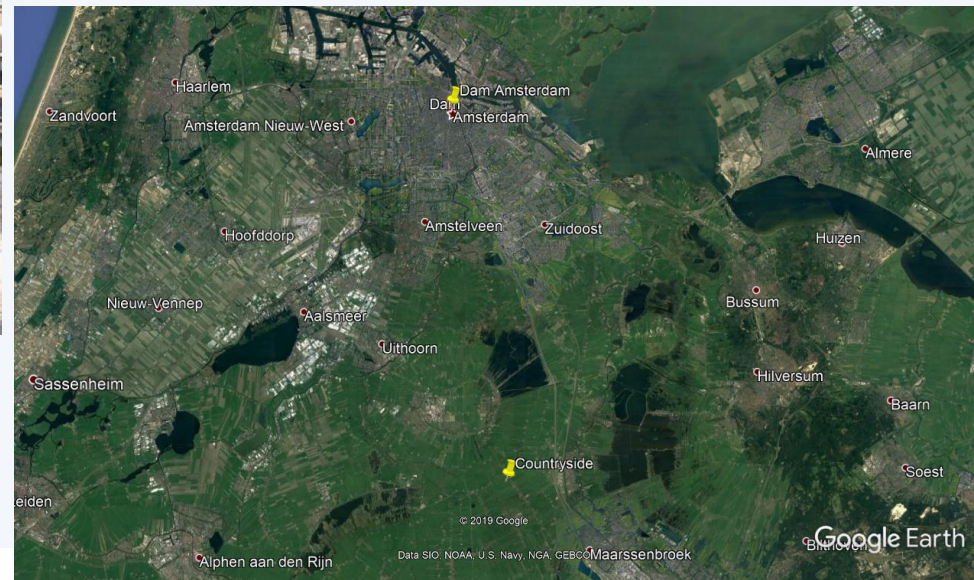 Haarlem
Dam Amsterdam
Dam
Zandvoort
Amsterdam Nieuw-West
Amsterdam
Almere
Amstelveen
Zuidoost
Hoofddorp
Huizen
Nieuw-Vennep
Bussum
Aalsmeer
Uithoorn
Hilversum
Sassenheim
Baarn
Countryside
Soest
eiden
© 2019 Google
Data SIO, NOAA, U.S. Navy, NGA, GEBCO
Maarssenbroek
Google Earth
Alphen aan den Rijn